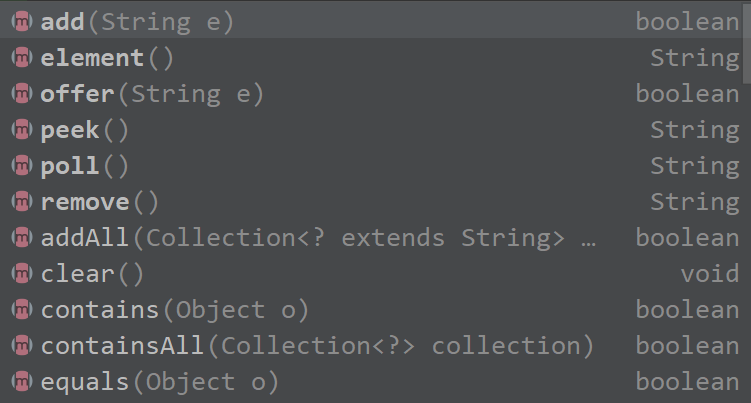 m add(String e) boolean
m element() String
m offer(String e) boolean
m peek() String
m poll() String
m remove() String
m addAll(Collection<? extends String> … boolean
m clear() void
m contains(Object o) boolean
m containsAll(Collection<?> collection) boolean
m equals(Object o) boolean